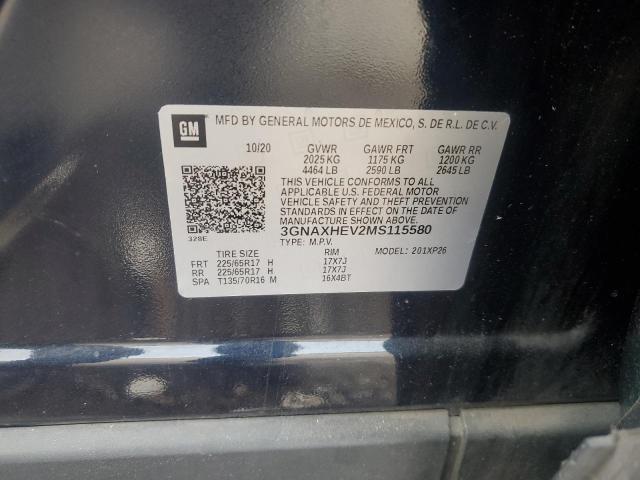 GM
MFD BY GENERAL MOTORS DE MEXICO, S. DE R.L. DE C.V.
10/20 GVWR GAWR FRT GAWR RR
2025 KG 1175 KG 1200 KG
4464 LB 2590 LB 2645 LB
THIS VEHICLE CONFORMS TO ALL
APPLICABLE U.S. FEDERAL MOTOR
VEHICLE SAFETY AND THEFT PREVENTION
STANDARDS IN EFFECT ON THE DATE OF
MANUFACTURE SHOWN ABOVE.
3GNAXHEV2MS115580
328E
TYPE: M.P.V. MODEL: 201XP26
TIRE SIZE RIM
FRT 225/65R17 H 17X7J
RR 225/65R17 H 17X7J
SPA T135/70R16 M 16X4BT